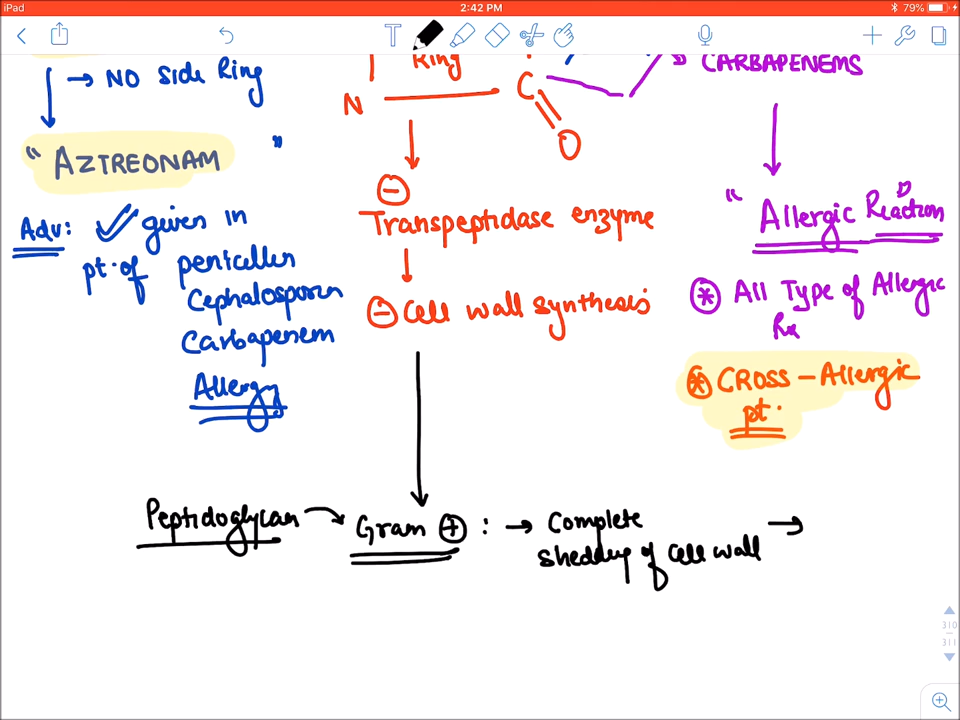 iPad
2:42 PM
79%
T
→ NO Side Ring
Ring
CARBAPENEMS
N
C
O
" AZTREONAM "
Adv: ✓ given in
pt. of penicillin
Cephalosporin
Carbapenem
Allergy
⊖
Transpeptidase enzyme
⊖ Cell wall synthesis
" Allergic Reaction
* All Type of Allergic
Rx
* CROSS - Allergic
pt.
Peptidoglycan
Gram ⊕ : → Complete →
Shedding of Cell wall
310
311